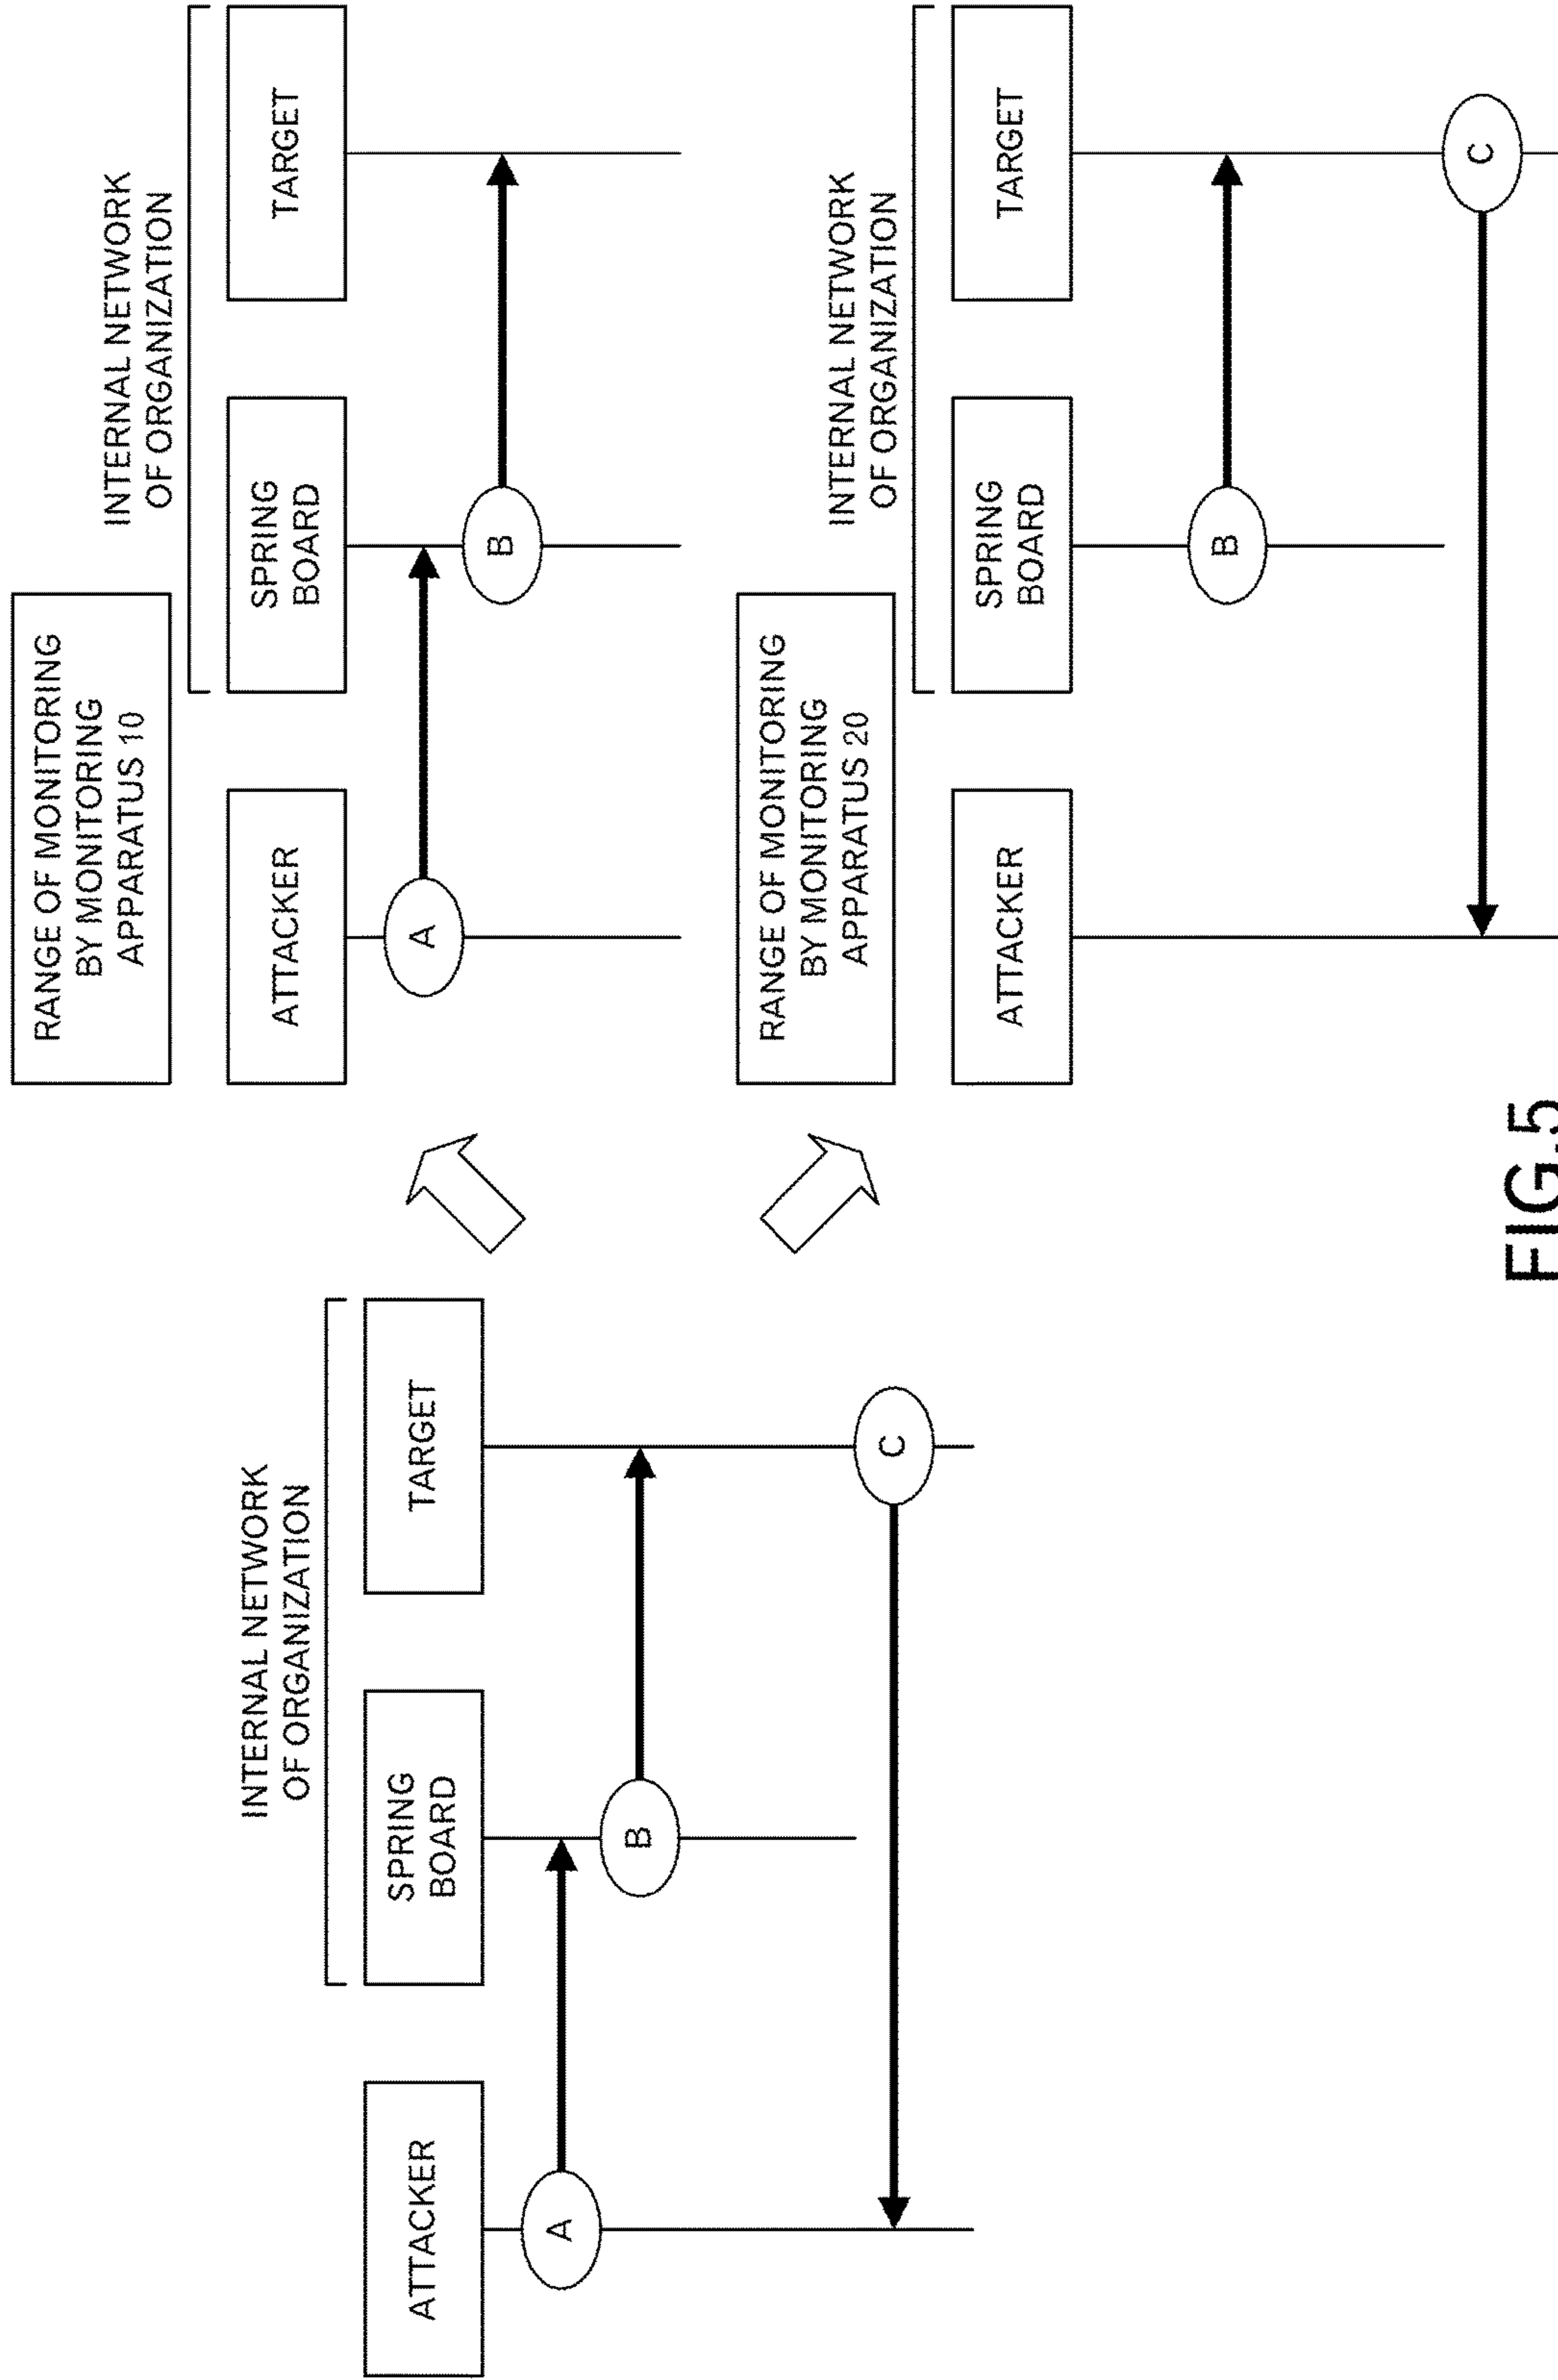 INTERNAL NETWORK
OF ORGANIZATION
ATTACKER
SPRING
BOARD
TARGET
A
B
C
RANGE OF MONITORING
BY MONITORING
APPARATUS 10
INTERNAL NETWORK
OF ORGANIZATION
ATTACKER
SPRING
BOARD
TARGET
A
B
RANGE OF MONITORING
BY MONITORING
APPARATUS 20
INTERNAL NETWORK
OF ORGANIZATION
ATTACKER
SPRING
BOARD
TARGET
B
C
FIG.5